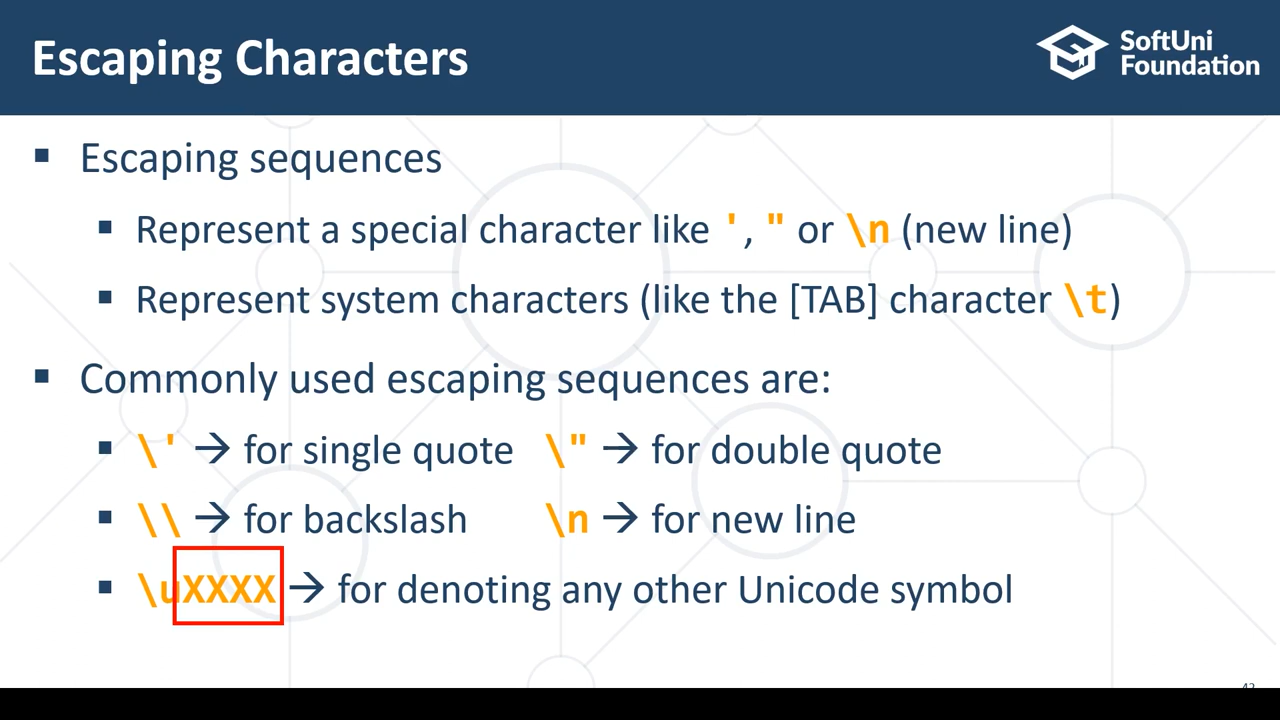 Escaping Characters
SoftUni
Foundation
▪ Escaping sequences
▪ Represent a special character like ', " or \n (new line)
▪ Represent system characters (like the [TAB] character \t)
▪ Commonly used escaping sequences are:
▪ \' → for single quote \" → for double quote
▪ \\ → for backslash \n → for new line
▪ \uXXXX → for denoting any other Unicode symbol